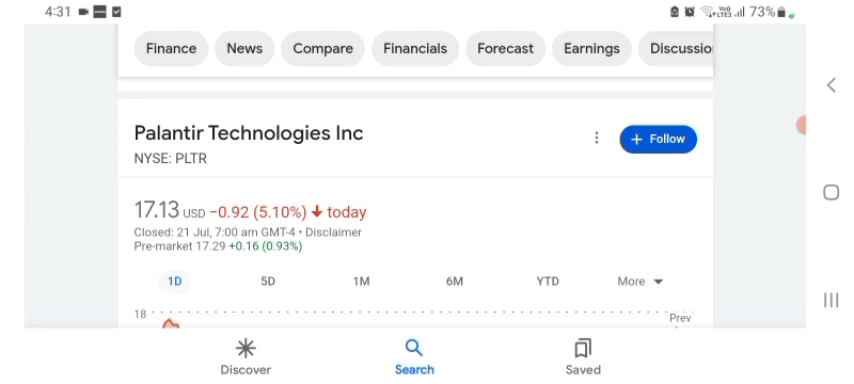 4:31 73%
Finance News Compare Financials Forecast Earnings Discussio
Palantir Technologies Inc
+ Follow
NYSE: PLTR
17.13 USD −0.92 (5.10%) ↓ today
Closed: 21 Jul, 7:00 am GMT-4 • Disclaimer
Pre-market 17.29 +0.16 (0.93%)
1D 5D 1M 6M YTD More
18
Prev
Discover Search Saved